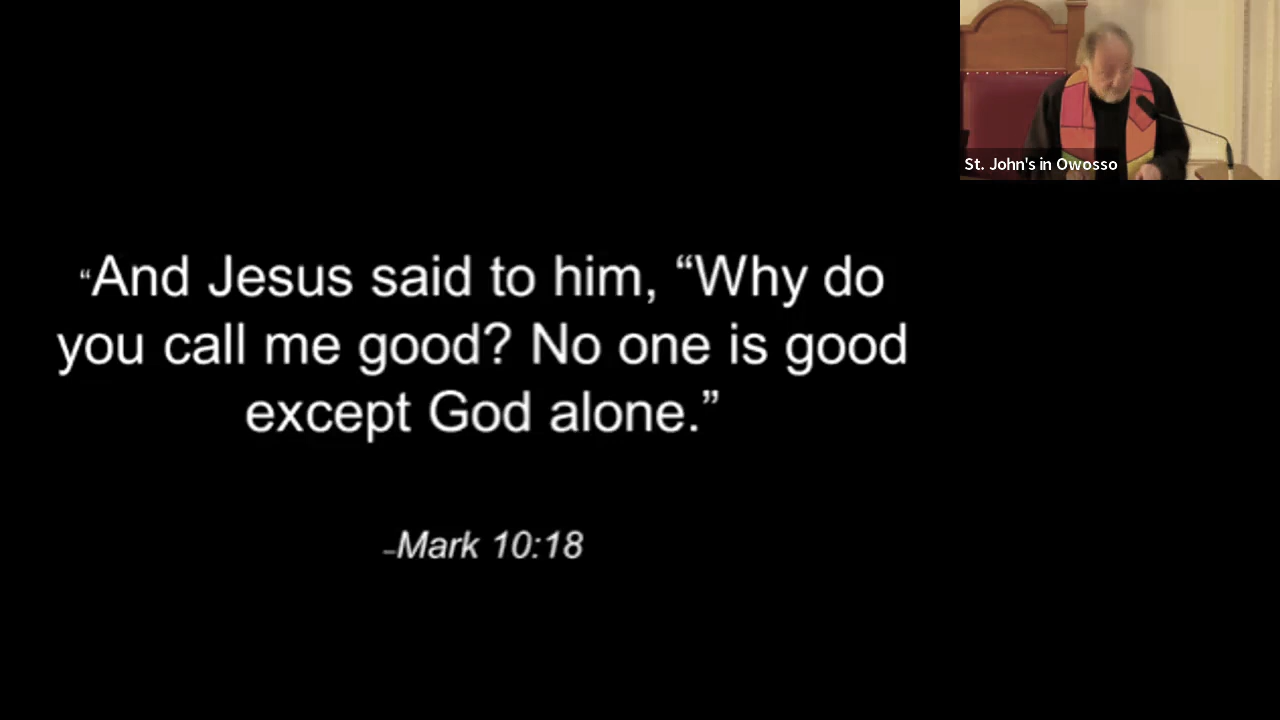 St. John's in Owosso
“And Jesus said to him, “Why do
you call me good? No one is good
except God alone.”
–Mark 10:18